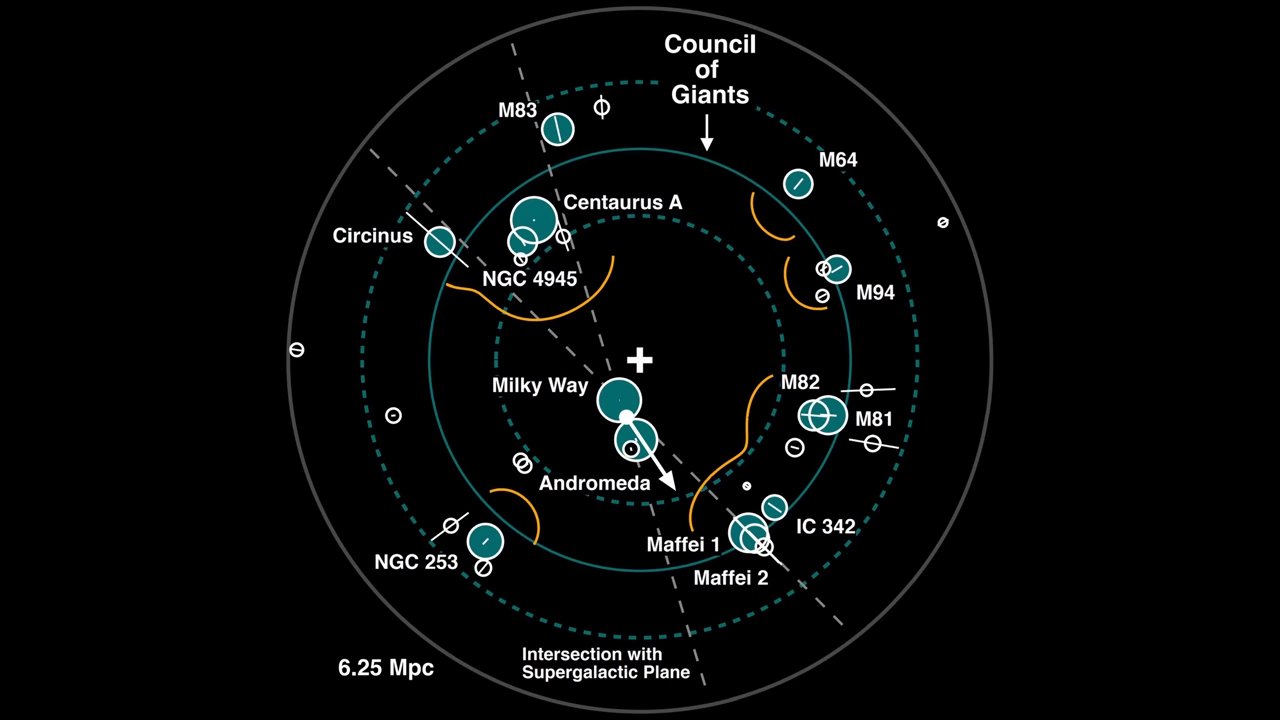 Council
of
Giants
M83
M64
Centaurus A
Circinus
NGC 4945
M94
Milky Way
M82
M81
Andromeda
IC 342
Maffei 1
NGC 253
Maffei 2
Intersection with
Supergalactic Plane
6.25 Mpc